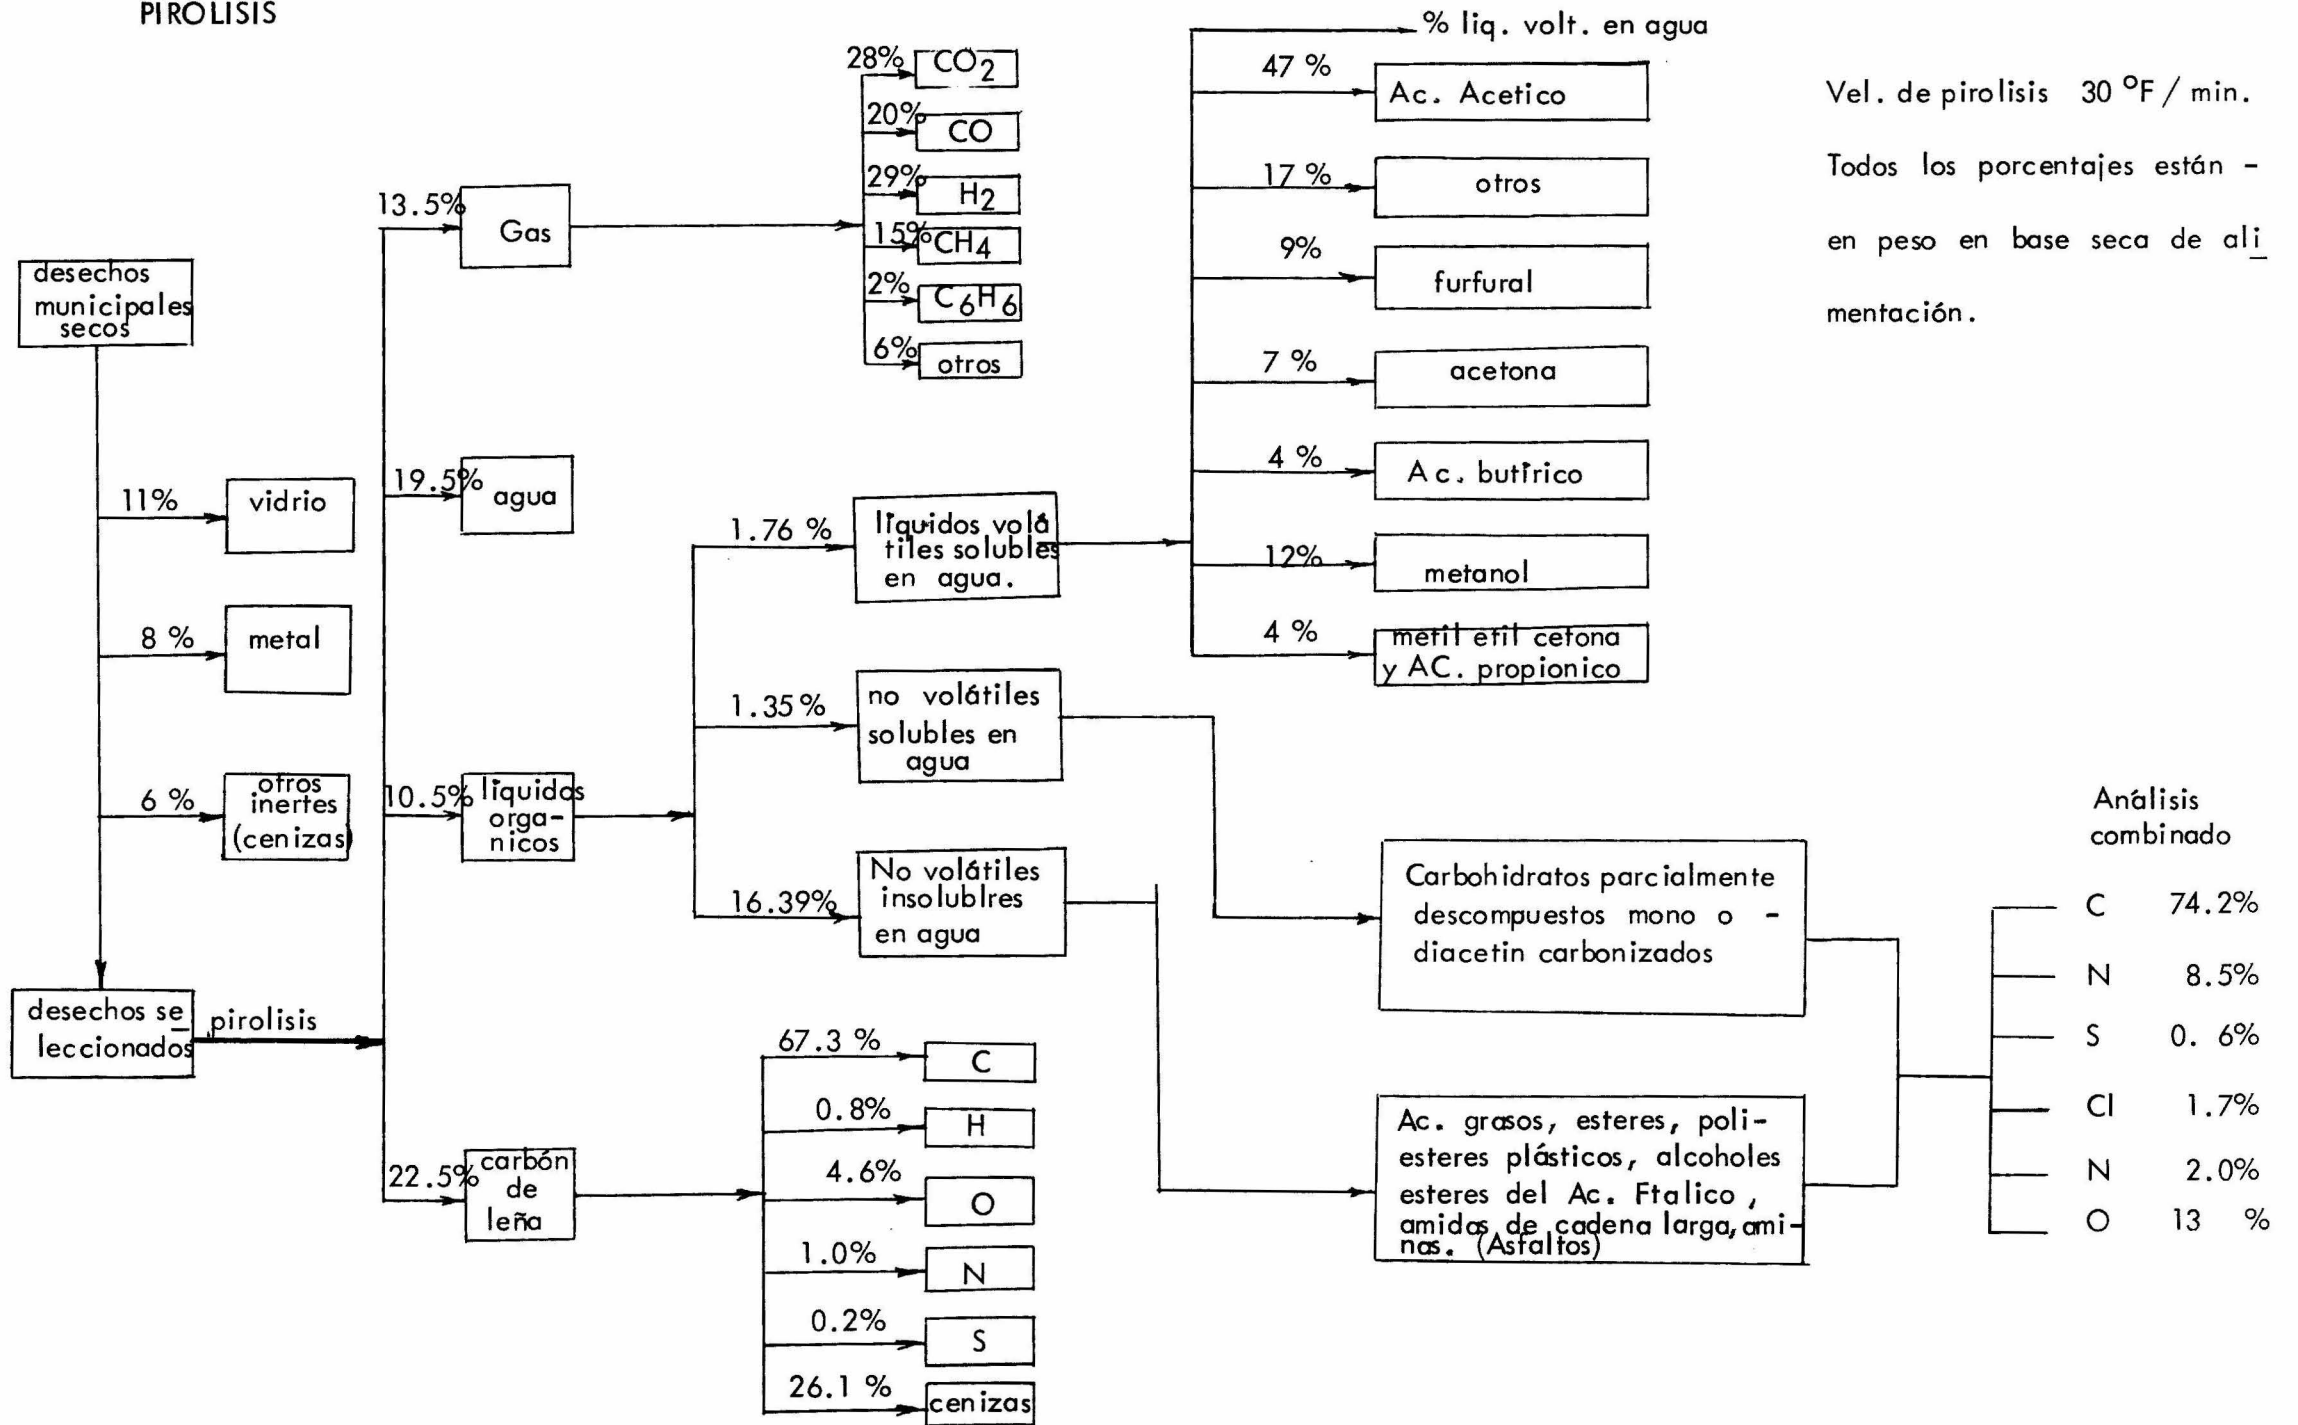 PIROLISIS
desechos
municipales
secos
11%
vidrio
8 %
metal
6 %
otros
inertes
(cenizas)
desechos se
leccionados
pirolisis
13.5%
Gas
28%
CO2
20%
CO
29%
H2
15%
CH4
2%
C6H6
6%
otros
19.5%
agua
10.5%
líquidos
orga-
nicos
1.76 %
líquidos volá
tiles solubles
en agua.
1.35%
no volátiles
solubles en
agua
16.39%
No volátiles
insolublres
en agua
22.5%
carbón
de
leña
67.3 %
C
0.8%
H
4.6%
O
1.0%
N
0.2%
S
26.1 %
cenizas
% liq. volt. en agua
47 %
Ac. Acetico
17 %
otros
9%
furfural
7 %
acetona
4 %
Ac. butírico
12%
metanol
4 %
metil etil cetona
y AC. propionico
Carbohidratos parcialmente
descompuestos mono o -
diacetin carbonizados
Ac. grasos, esteres, poli-
esteres plásticos, alcoholes
esteres del Ac. Ftalico ,
amidas de cadena larga, ami-
nas. (Asfaltos)
Vel. de pirolisis 30 °F / min.
Todos los porcentajes están -
en peso en base seca de ali
mentación.
Análisis
combinado
C 74.2%
N 8.5%
S 0. 6%
Cl 1.7%
N 2.0%
O 13 %